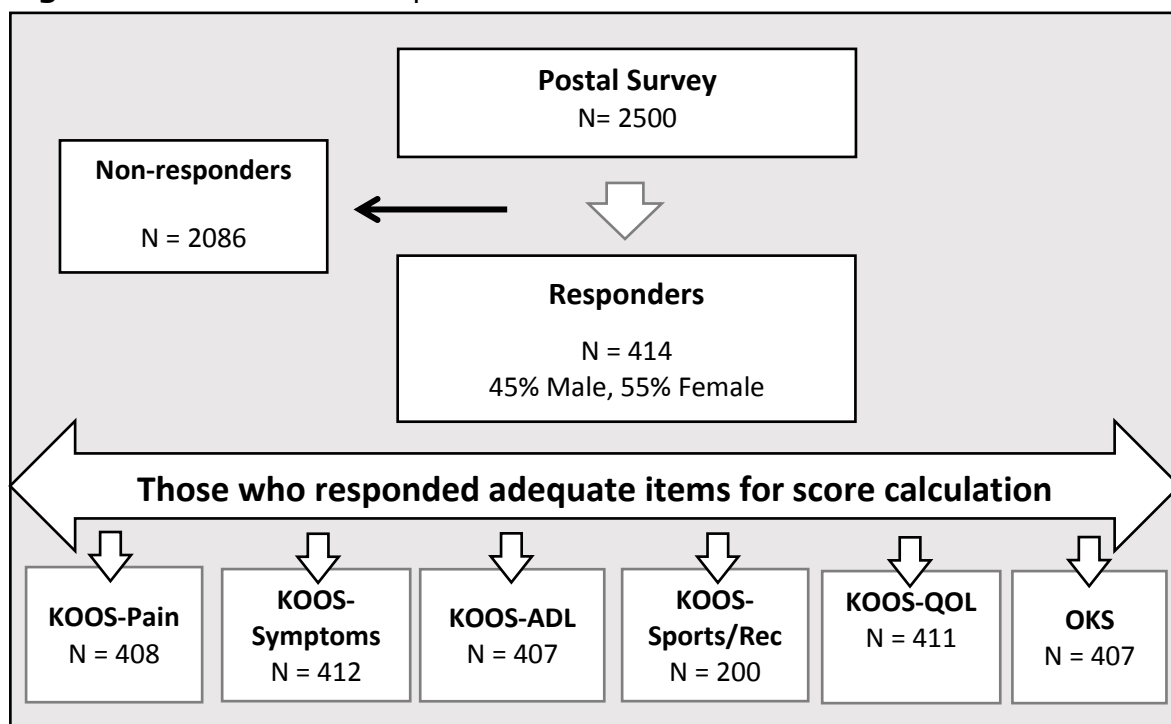 Postal Survey
N= 2500
Non-responders
N = 2086
Responders
N = 414
45% Male, 55% Female
Those who responded adequate items for score calculation
KOOS-Pain
N = 408
KOOS-
Symptoms
N = 412
KOOS-ADL
N = 407
KOOS-
Sports/Rec
N = 200
KOOS-QOL
N = 411
OKS
N = 407